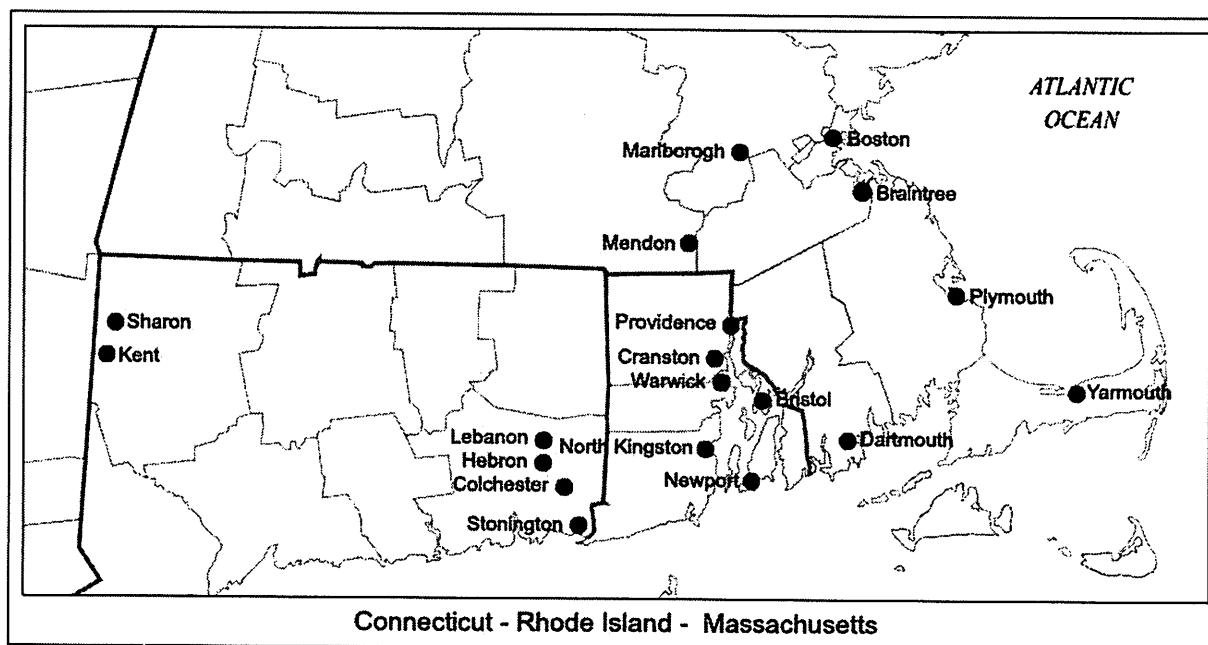 ATLANTIC
OCEAN
Boston
Marlborogh
Braintree
Mendon
Plymouth
Sharon
Providence
Kent
Cranston
Warwick
Bristol
Yarmouth
Lebanon
North Kingston
Dartmouth
Hebron
Newport
Colchester
Stonington
Connecticut - Rhode Island - Massachusetts